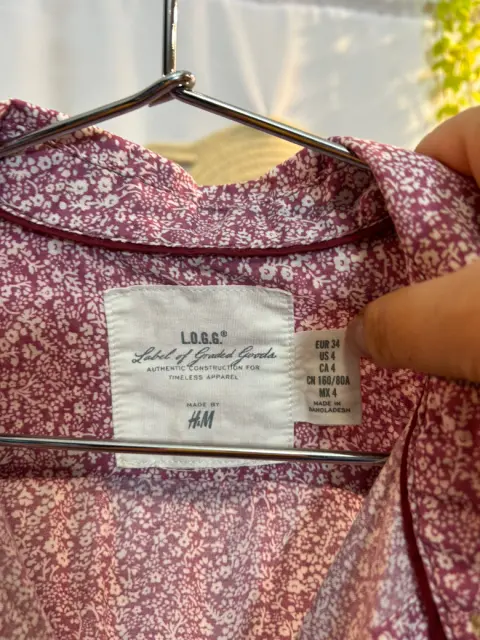 L.O.G.G.®
Label of Graded Goods
AUTHENTIC CONSTRUCTION FOR
TIMELESS APPAREL
MADE BY
H&M
EUR 34
US 4
CA 4
CN 160/80A
MX 4
MADE IN
BANGLADESH